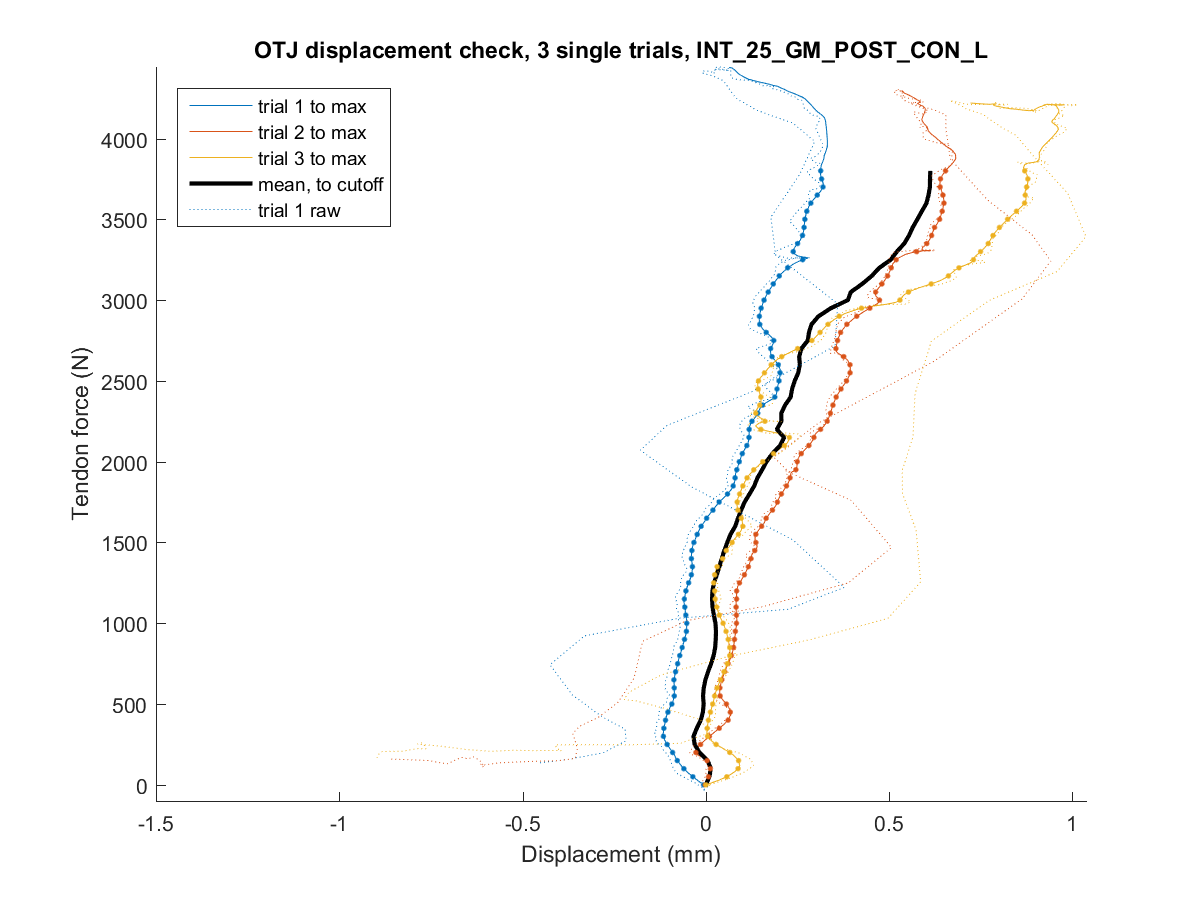 OTJ displacement check, 3 single trials, INT_25_GM_POST_CON_L
trial 1 to max
trial 2 to max
trial 3 to max
mean, to cutoff
trial 1 raw
Tendon force (N)
4000
3500
3000
2500
2000
1500
1000
500
0
-1.5
-1
-0.5
0
0.5
1
Displacement (mm)